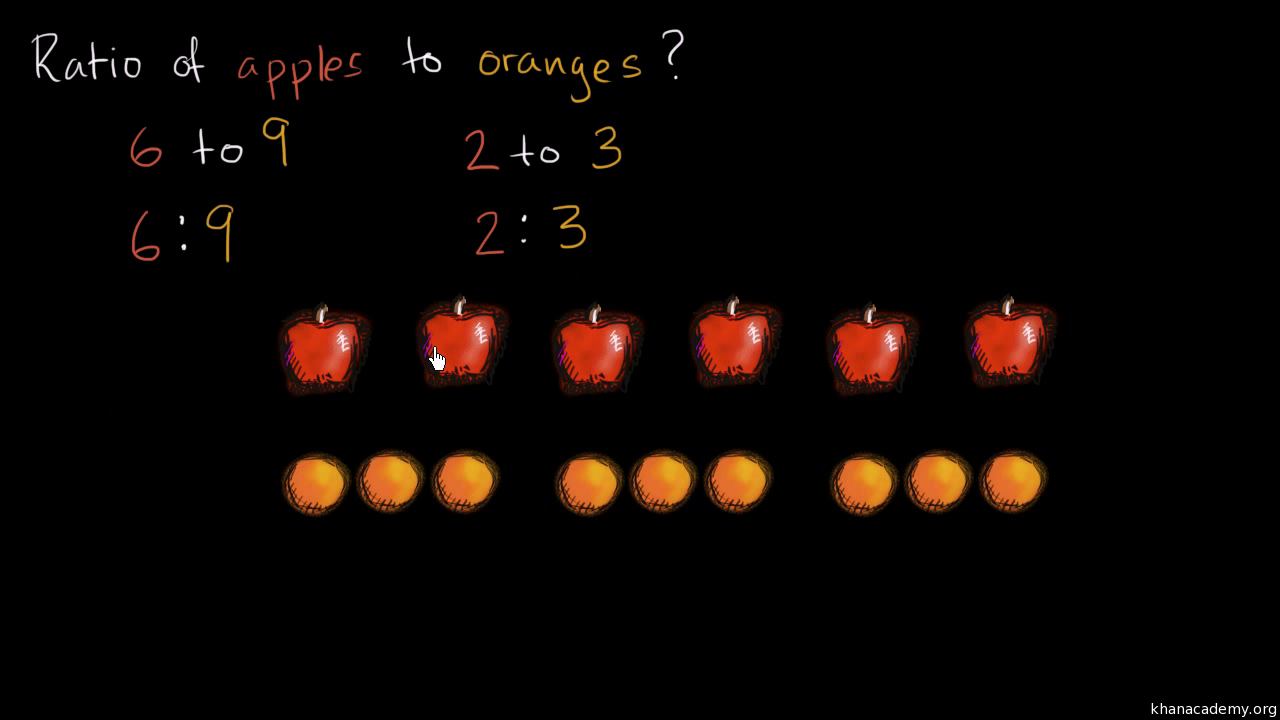 Ratio of apples to oranges?
6 to 9 2 to 3
6:9 2:3
khanacademy.org